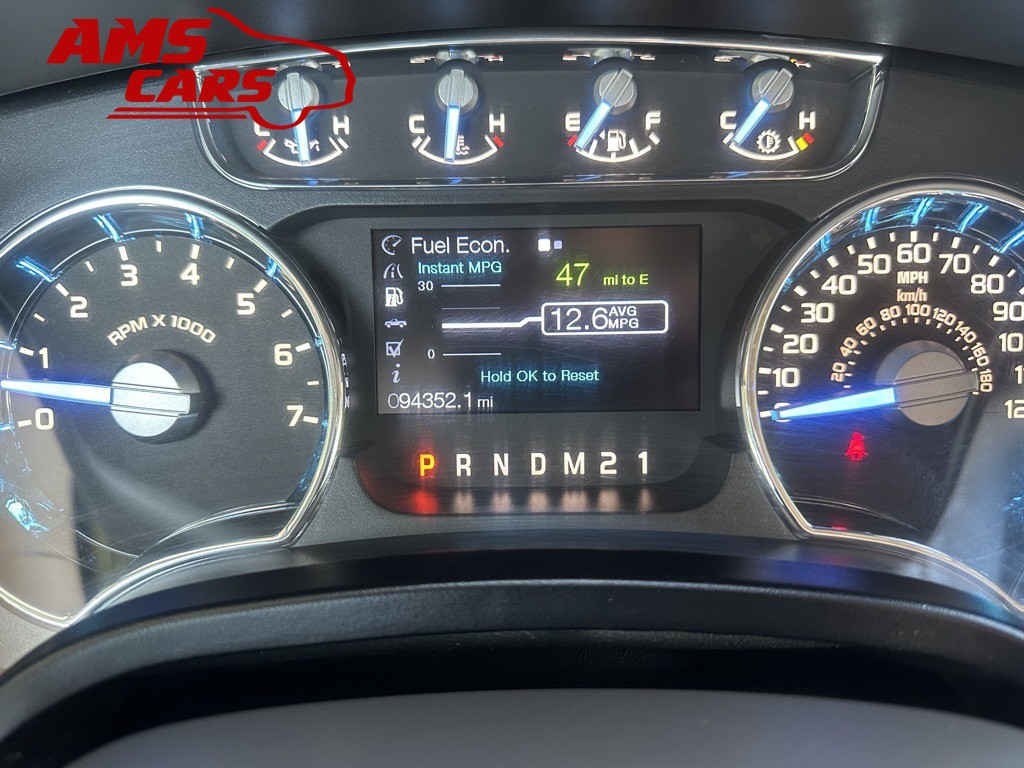 AMS
CARS
C H
C H
E F
C H
Fuel Econ.
Instant MPG
47 mi to E
30
12.6 AVG MPG
0
Hold OK to Reset
094352.1 mi
P R N D M 2 1
0 1 2 3 4 5 6 7
RPM X 1000
0 10 20 30 40 50 60 70 80 90
MPH
km/h
20 40 60 80 100 120 140 160 180